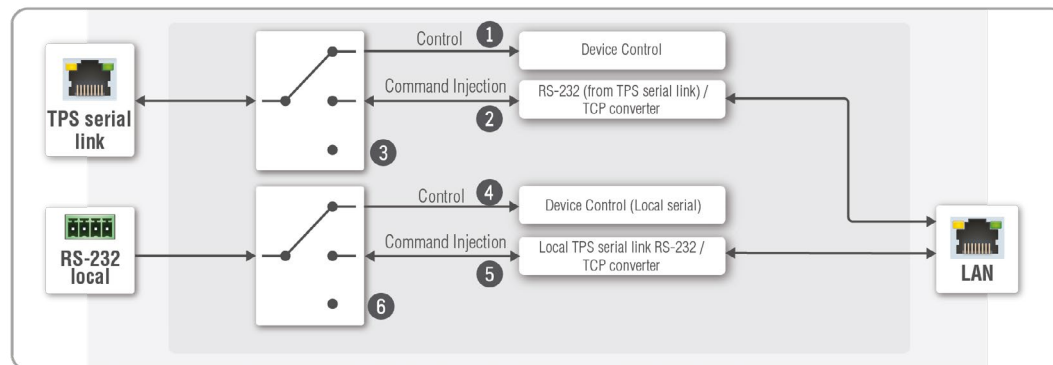 Control 1
Device Control
Command Injection
2
RS-232 (from TPS serial link) /
TCP converter
TPS serial
link
3
Control 4
Device Control (Local serial)
Command Injection
5
Local TPS serial link RS-232 /
TCP converter
RS-232
local
6
LAN